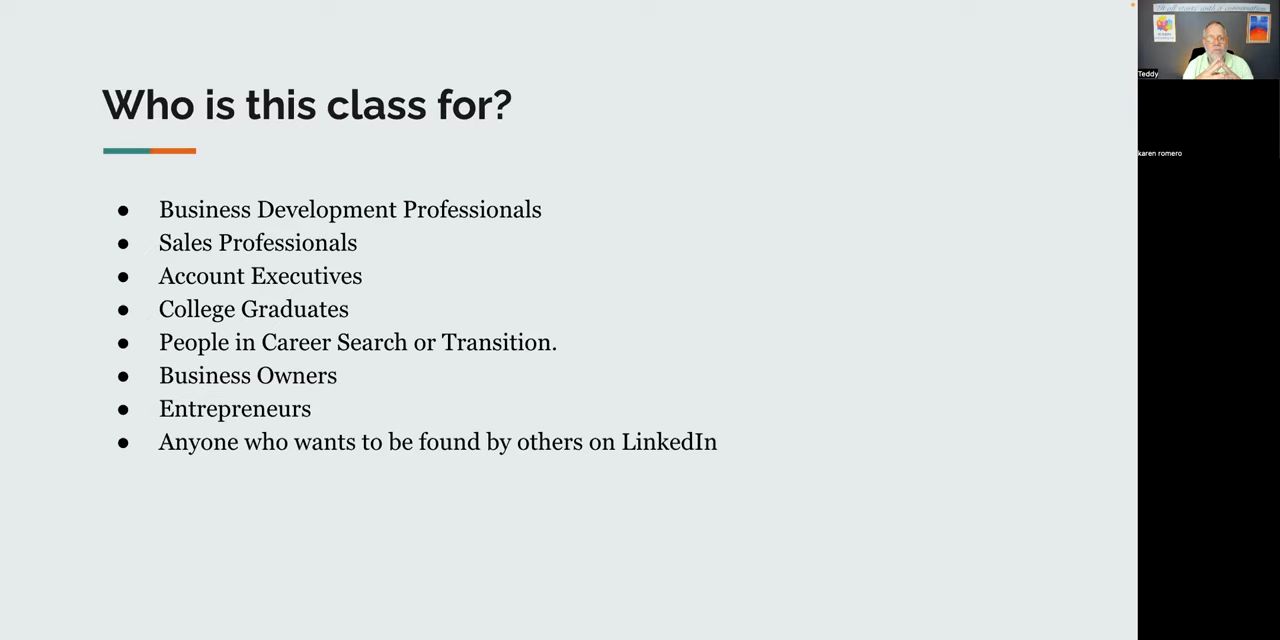 Who is this class for?
● Business Development Professionals
● Sales Professionals
● Account Executives
● College Graduates
● People in Career Search or Transition.
● Business Owners
● Entrepreneurs
● Anyone who wants to be found by others on LinkedIn
Teddy
karen romero